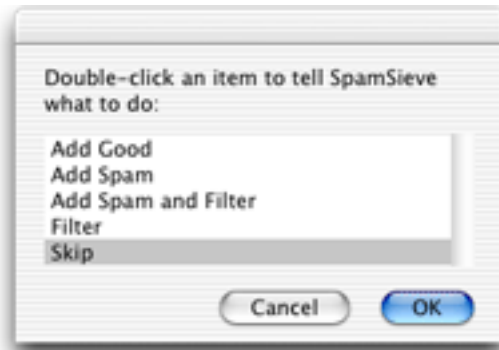 Double-click an item to tell SpamSieve
what to do:
Add Good
Add Spam
Add Spam and Filter
Filter
Skip
Cancel
OK